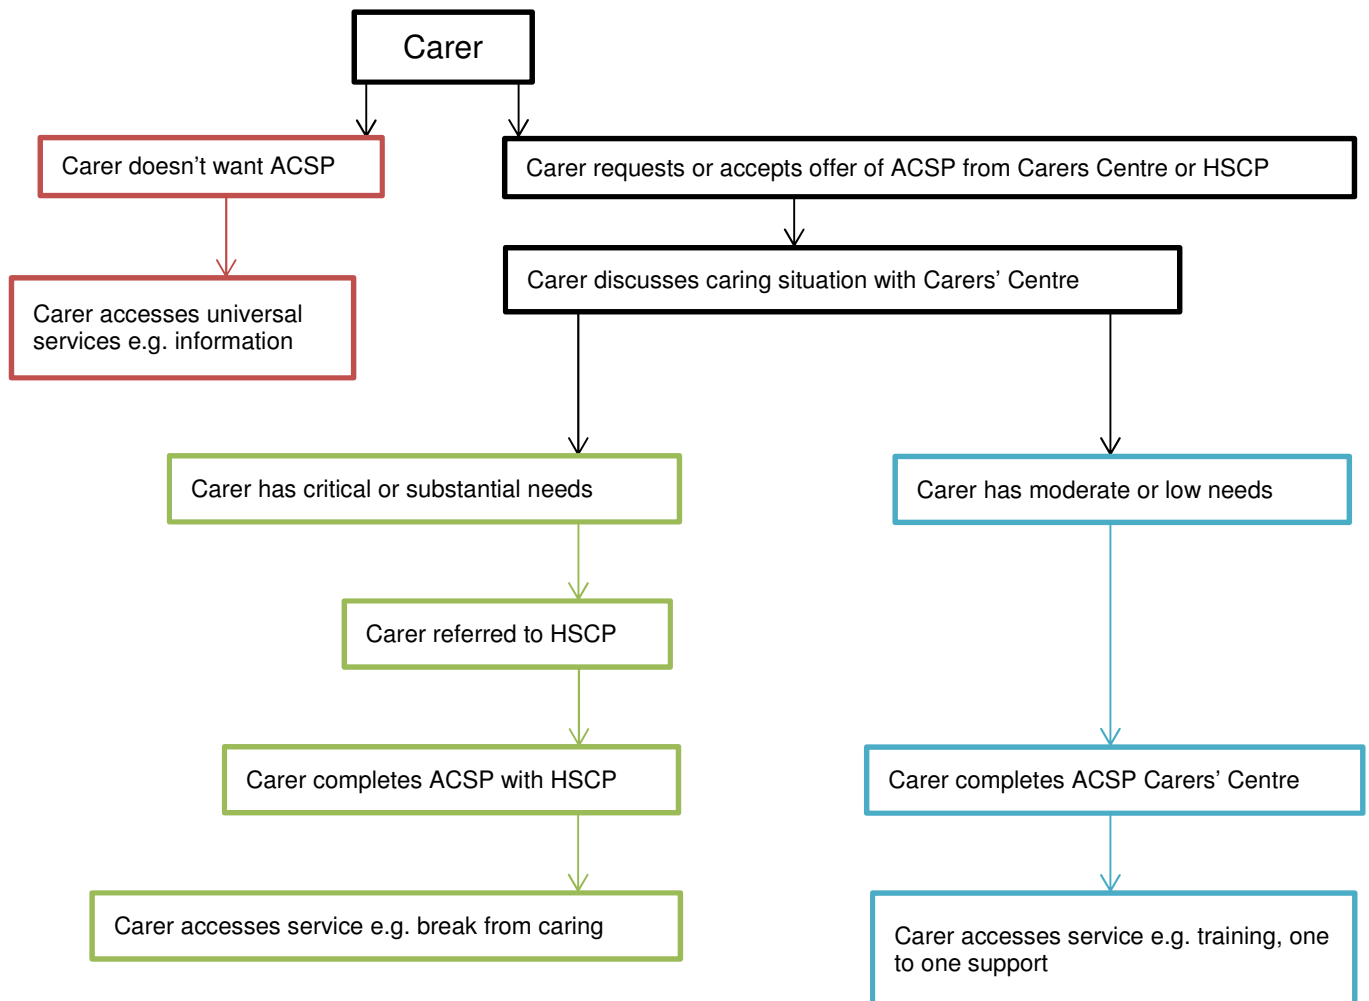 Carer
Carer doesn't want ACSP
Carer requests or accepts offer of ACSP from Carers Centre or HSCP
Carer accesses universal
services e.g. information
Carer discusses caring situation with Carers’ Centre
Carer has critical or substantial needs
Carer has moderate or low needs
Carer referred to HSCP
Carer completes ACSP with HSCP
Carer completes ACSP Carers’ Centre
Carer accesses service e.g. break from caring
Carer accesses service e.g. training, one
to one support